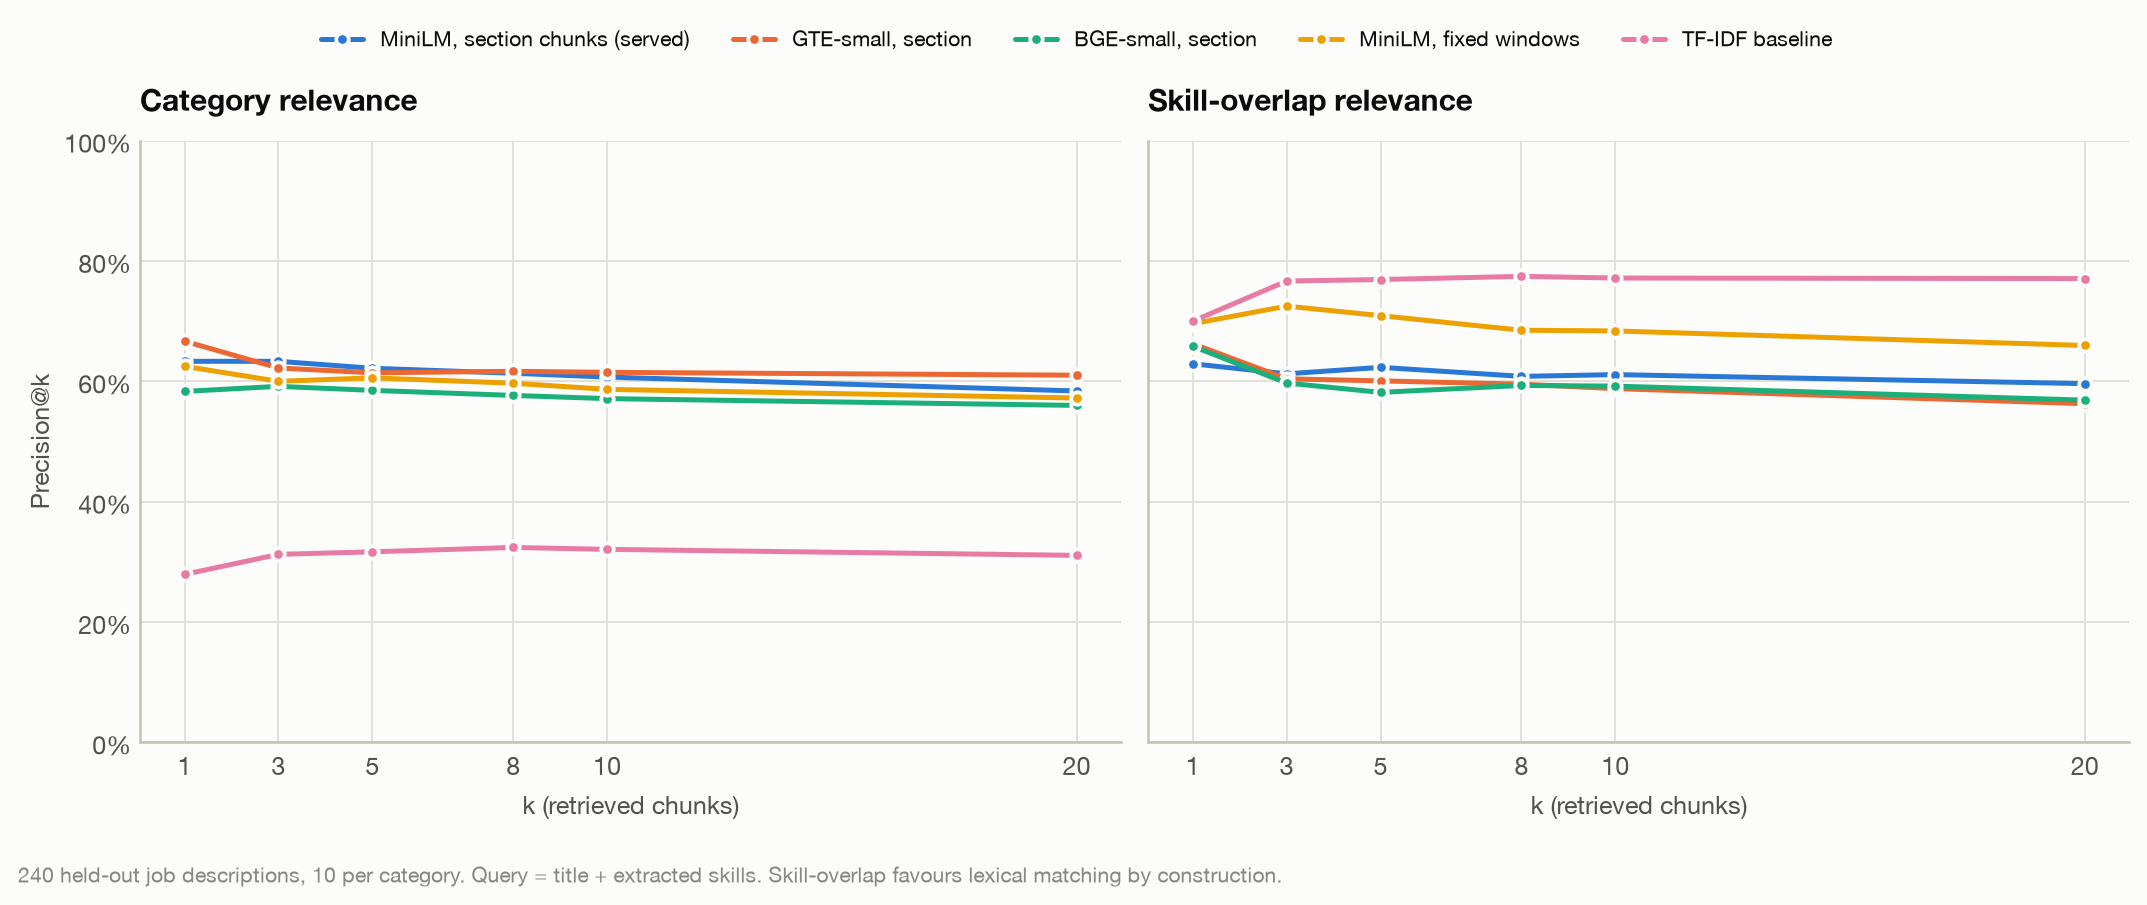 MiniLM, section chunks (served) GTE-small, section BGE-small, section MiniLM, fixed windows TF-IDF baseline
Category relevance
Skill-overlap relevance
Precision@k
100%
80%
60%
40%
20%
0%
1 3 5 8 10 20
k (retrieved chunks)
1 3 5 8 10 20
k (retrieved chunks)
240 held-out job descriptions, 10 per category. Query = title + extracted skills. Skill-overlap favours lexical matching by construction.